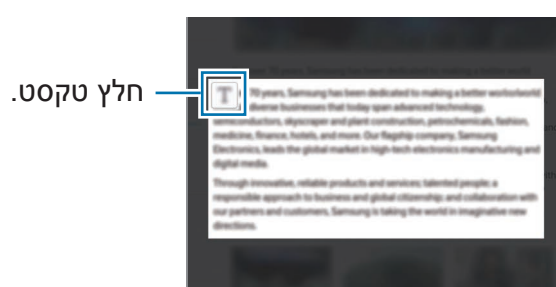 חלץ טקסט.
T
70 years, Samsung has been dedicated to making a better world
diverse businesses that today span advanced technology,
semiconductors, skyscraper and plant construction, petrochemicals, fashion,
medicine, finance, hotels, and more. Our flagship company, Samsung
Electronics, leads the global market in high-tech electronics manufacturing and
digital media.
Through innovative, reliable products and services; talented people; a
responsible approach to business and global citizenship; and collaboration with
our partners and customers, Samsung is taking the world in imaginative new
directions.